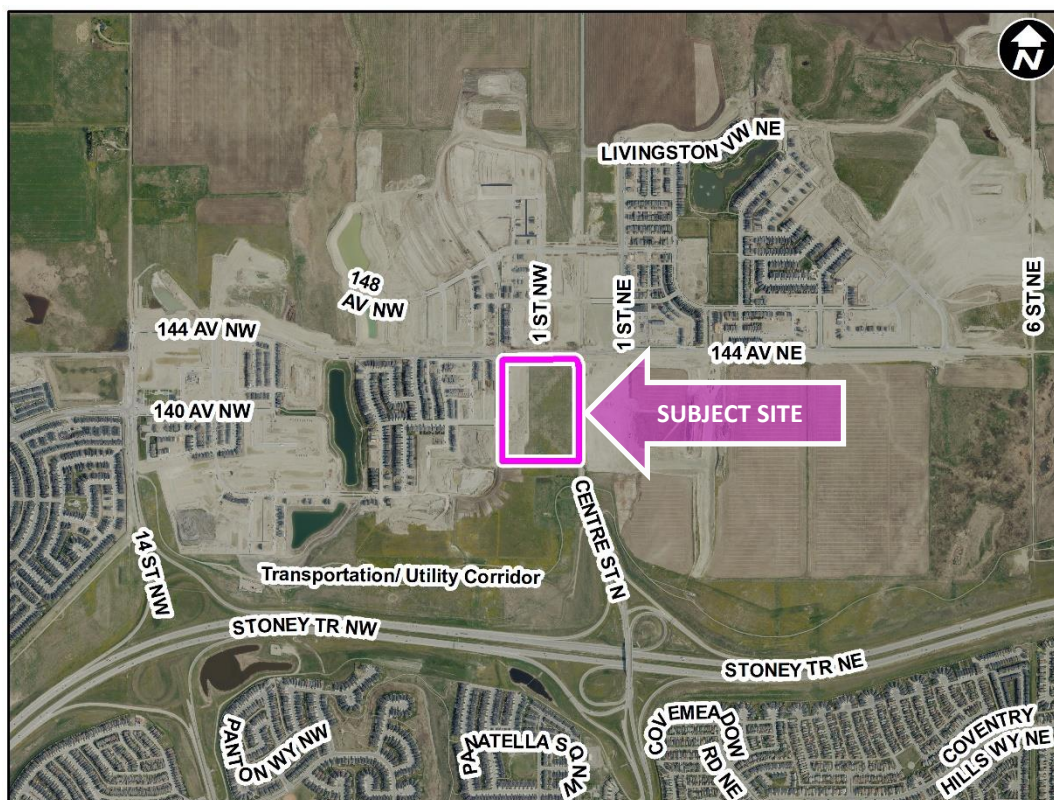 N
LIVINGSTON VW NE
148
AV NW
1 ST NW
1 ST NE
6 ST NE
144 AV NW
144 AV NE
140 AV NW
SUBJECT SITE
CENTRE ST N
14 ST NW
Transportation/ Utility Corridor
STONEY TR NW
STONEY TR NE
PANTON WY NW
PANATELLA SQ NW
COVEMEADOW
RD NE
COVENTRY
HILLS WY NE